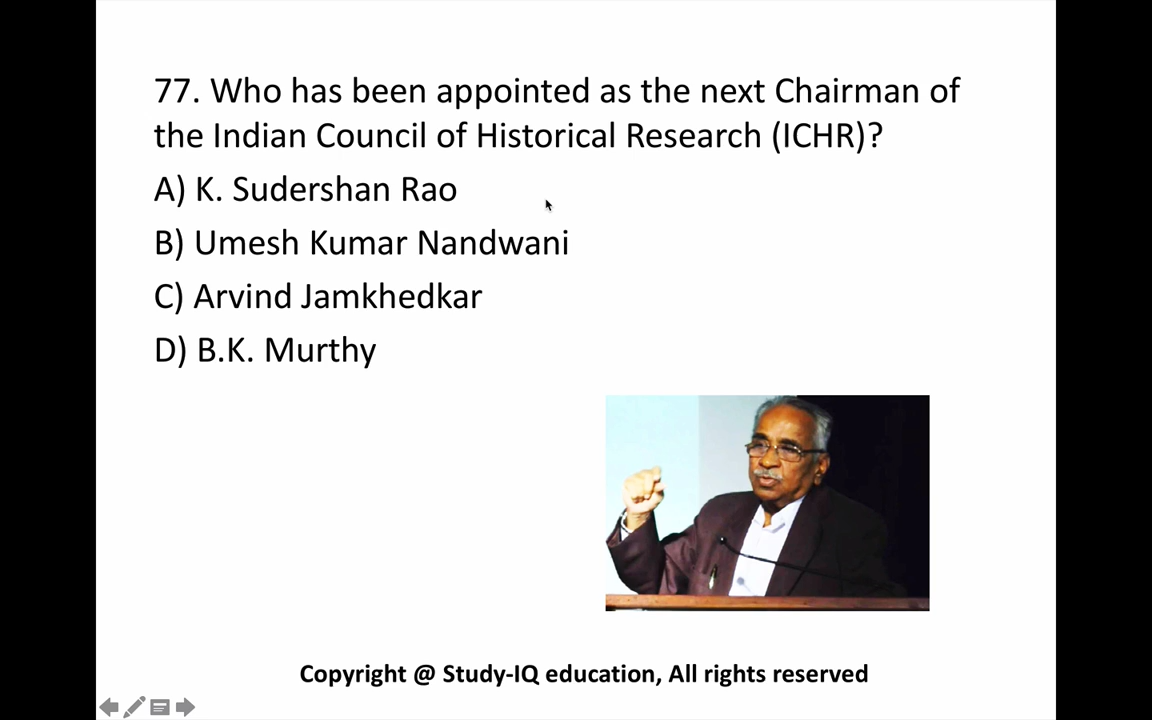 77. Who has been appointed as the next Chairman of
the Indian Council of Historical Research (ICHR)?
A) K. Sudershan Rao
B) Umesh Kumar Nandwani
C) Arvind Jamkhedkar
D) B.K. Murthy
Copyright @ Study-IQ education, All rights reserved